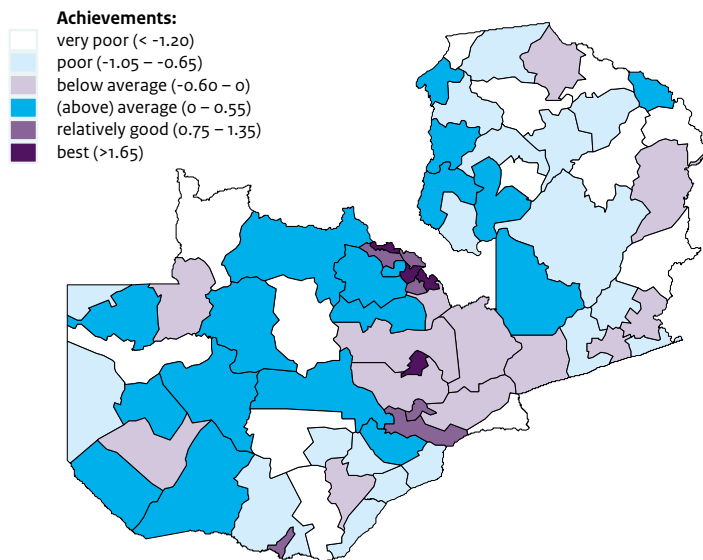 Achievements:
very poor (< -1.20)
poor (-1.05 – -0.65)
below average (-0.60 – 0)
(above) average (0 – 0.55)
relatively good (0.75 – 1.35)
best (>1.65)